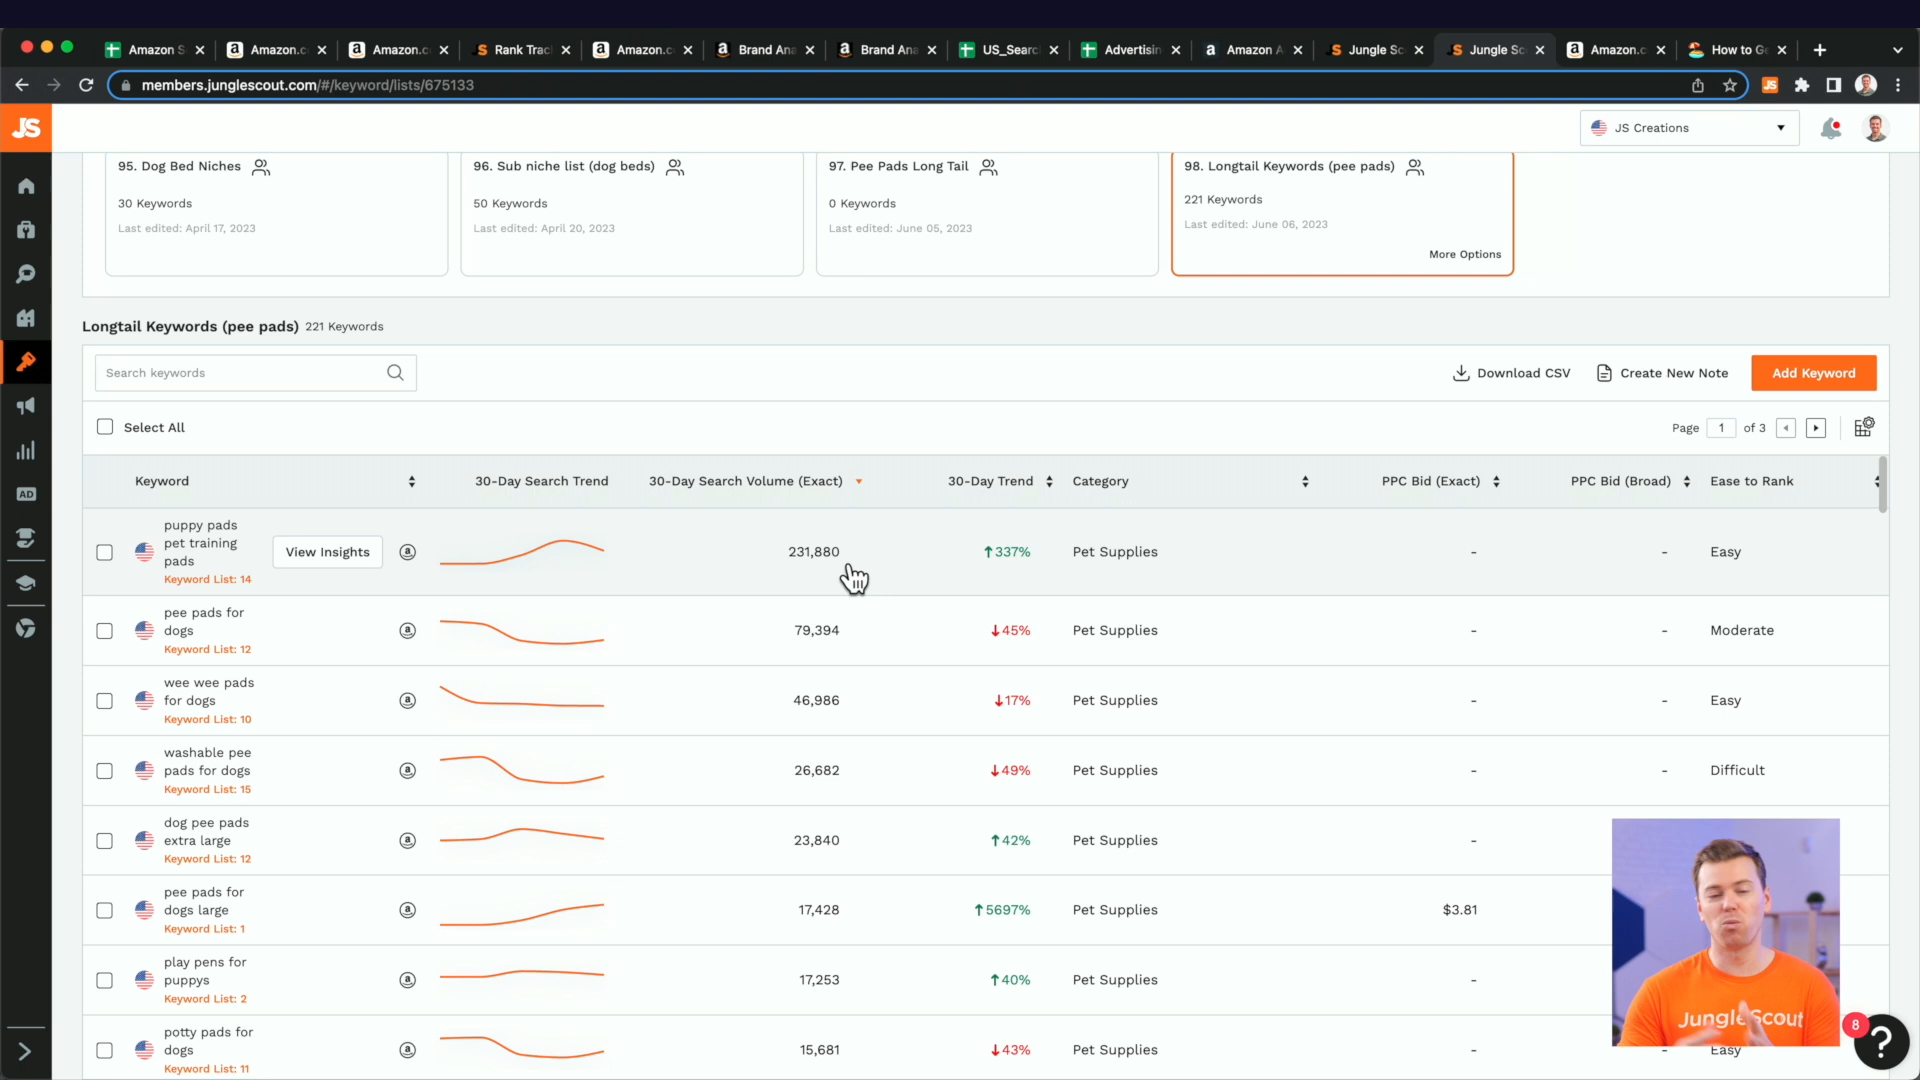 Amazon S
Amazon.c
Amazon.c
Rank Trac
Amazon.c
Brand Ana
Brand Ana
US_Searc
Advertisin
Amazon A
Jungle Sc
Jungle Sc
Amazon.c
How to Ge
members.junglescout.com/#/keyword/lists/675133
JS
JS
JS Creations
95. Dog Bed Niches
30 Keywords
Last edited: April 17, 2023
96. Sub niche list (dog beds)
50 Keywords
Last edited: April 20, 2023
97. Pee Pads Long Tail
0 Keywords
Last edited: June 05, 2023
98. Longtail Keywords (pee pads)
221 Keywords
Last edited: June 06, 2023
More Options
Longtail Keywords (pee pads) 221 Keywords
Search keywords
Download CSV
Create New Note
Add Keyword
Select All
Page 1 of 3
Keyword
30-Day Search Trend
30-Day Search Volume (Exact)
30-Day Trend
Category
PPC Bid (Exact)
PPC Bid (Broad)
Ease to Rank
puppy pads
pet training
pads
Keyword List: 14
View Insights
231,880
337%
Pet Supplies
-
-
Easy
pee pads for
dogs
Keyword List: 12
79,394
45%
Pet Supplies
-
-
Moderate
wee wee pads
for dogs
Keyword List: 10
46,986
17%
Pet Supplies
-
-
Easy
washable pee
pads for dogs
Keyword List: 15
26,682
49%
Pet Supplies
-
-
Difficult
dog pee pads
extra large
Keyword List: 12
23,840
42%
Pet Supplies
-
pee pads for
dogs large
Keyword List: 1
17,428
5697%
Pet Supplies
$3.81
play pens for
puppys
Keyword List: 2
17,253
40%
Pet Supplies
-
potty pads for
dogs
Keyword List: 11
15,681
43%
Pet Supplies
-
-
Easy
AD
JungleScout
8
?